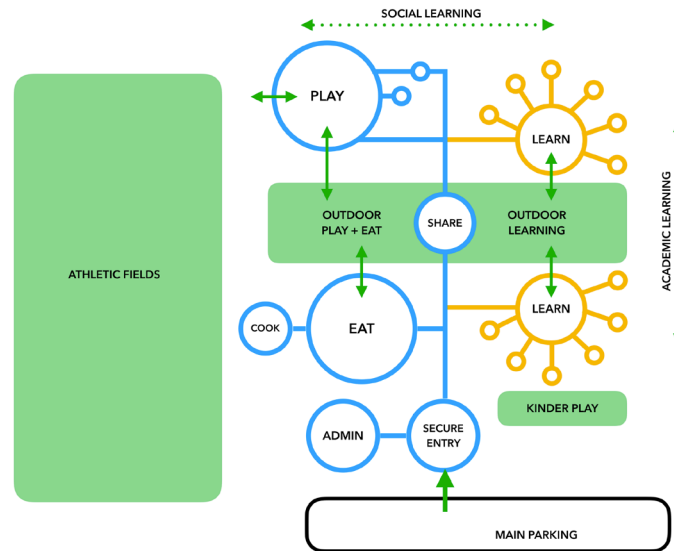 SOCIAL LEARNING
PLAY
LEARN
OUTDOOR
PLAY + EAT
SHARE
OUTDOOR
LEARNING
ACADEMIC LEARNING
ATHLETIC FIELDS
COOK
EAT
LEARN
KINDER PLAY
ADMIN
SECURE
ENTRY
MAIN PARKING